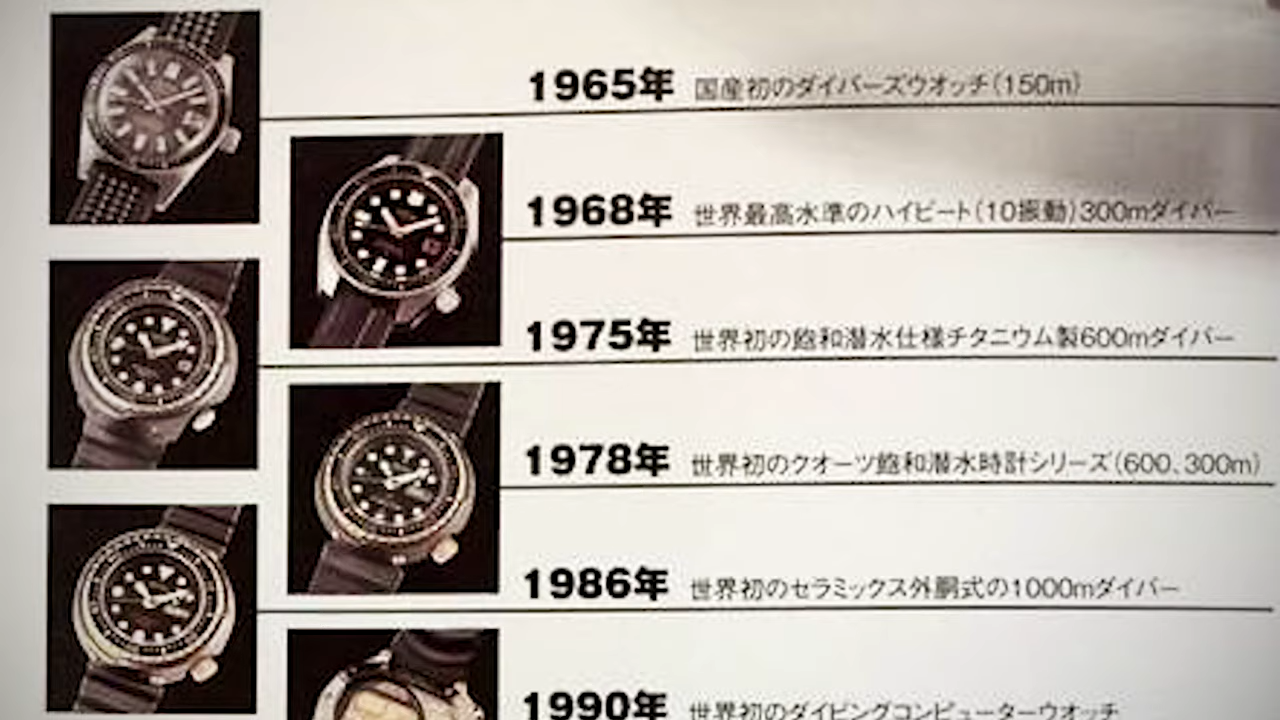 1965年 国産初のダイバーズウオッチ(150m)
1968年 世界最高水準のハイビート(10振動)300mダイバー
1975年 世界初の飽和潜水仕様チタニウム製600mダイバー
1978年 世界初のクオーツ飽和潜水時計シリーズ(600、300m)
1986年 世界初のセラミックス外胴式の1000mダイバー
1990年 世界初のダイビングコンピューターウオッチ